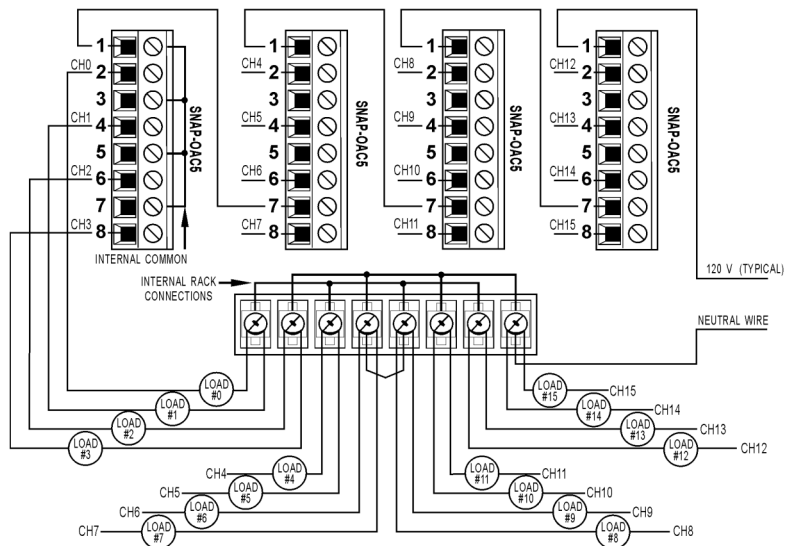 1
CH0 2
3
CH1 4
5
CH2 6
7
CH3 8
SNAP-OAC5
INTERNAL COMMON
1
CH4 2
3
CH5 4
5
CH6 6
7
CH7 8
SNAP-OAC5
1
CH8 2
3
CH9 4
5
CH10 6
7
CH11 8
SNAP-OAC5
1
CH12 2
3
CH13 4
5
CH14 6
7
CH15 8
SNAP-OAC5
120 V (TYPICAL)
NEUTRAL WIRE
INTERNAL RACK
CONNECTIONS
LOAD
#0
LOAD
#1
LOAD
#2
LOAD
#3
CH4
LOAD
#4
CH5
LOAD
#5
CH6
LOAD
#6
CH7
LOAD
#7
LOAD
#15
CH15
LOAD
#14
CH14
LOAD
#13
CH13
LOAD
#12
CH12
LOAD
#11
CH11
LOAD
#10
CH10
LOAD
#9
CH9
LOAD
#8
CH8